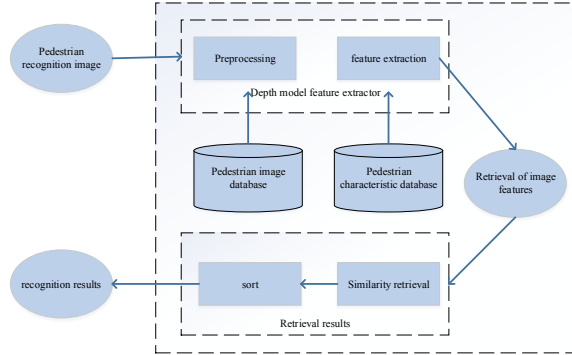 Pedestrian
recognition image
Preprocessing
feature extraction
Depth model feature extractor
Pedestrian image
database
Pedestrian
characteristic database
Retrieval of image
features
recognition results
sort
Similarity retrieval
Retrieval results